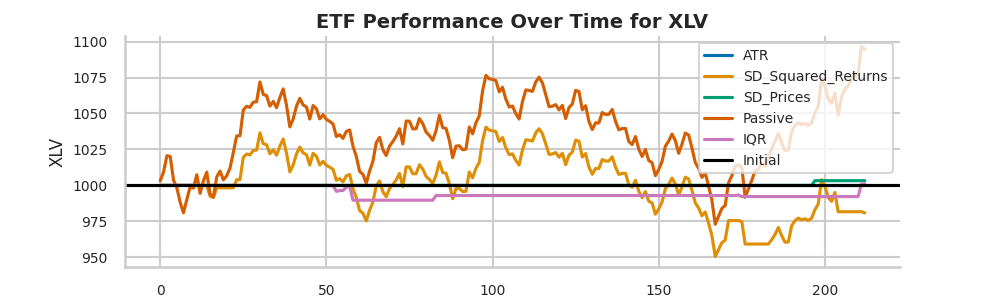 ETF Performance Over Time for XLV
XLV
1100
1075
1050
1025
1000
975
950
0
50
100
150
200
ATR
SD_Squared_Returns
SD_Prices
Passive
IQR
Initial